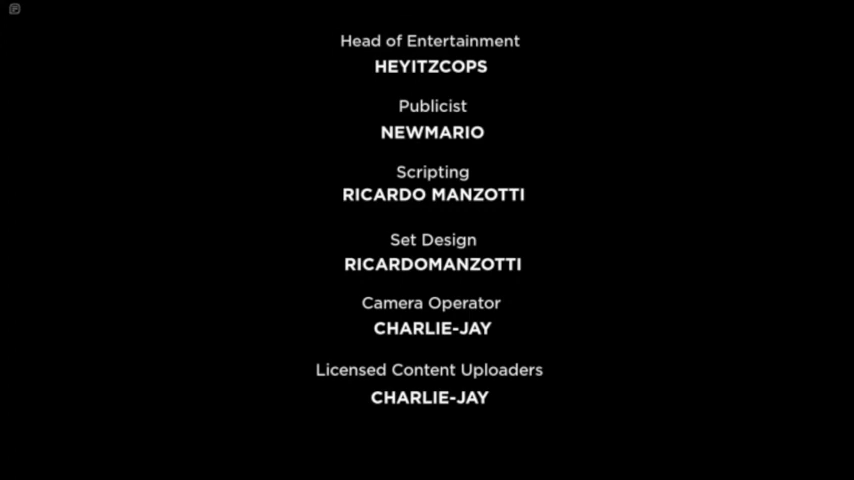 Head of Entertainment
HEYITZCOPS
Publicist
NEWMARIO
Scripting
RICARDO MANZOTTI
Set Design
RICARDOMANZOTTI
Camera Operator
CHARLIE-JAY
Licensed Content Uploaders
CHARLIE-JAY